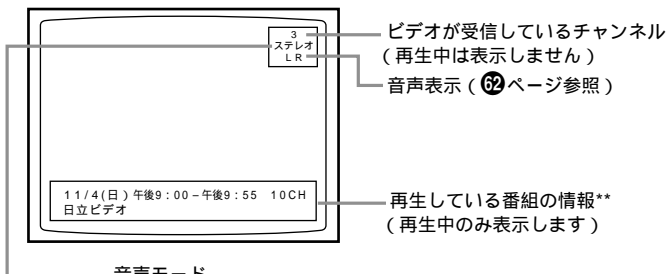 3
ステレオ
L R
ビデオが受信しているチャンネル
(再生中は表示しません)
音声表示(62ページ参照)
11/4(日)午後9:00–午後9:55 10CH
日立ビデオ
再生している番組の情報**
(再生中のみ表示します)
音声モード